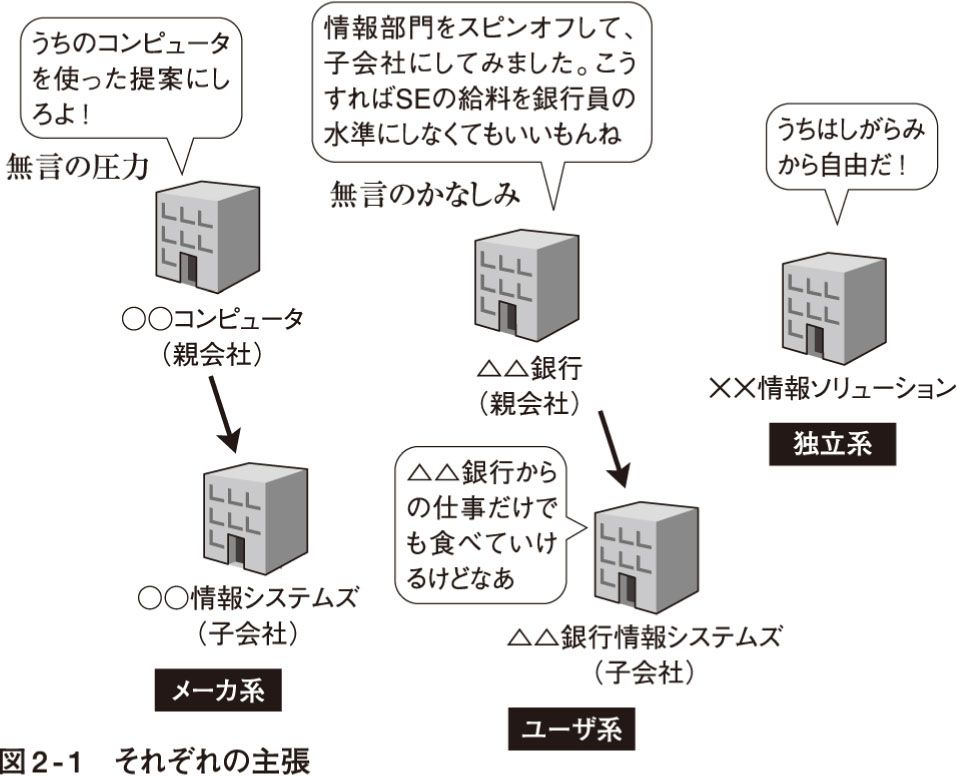 うちのコンピュータ
を使った提案にし
ろよ！
無言の圧力
○○コンピュータ
（親会社）
○○情報システムズ
（子会社）
メーカ系
情報部門をスピンオフして、
子会社にしてみました。こう
すればSEの給料を銀行員の
水準にしなくてもいいもんね
無言のかなしみ
△△銀行
（親会社）
△△銀行から
の仕事だけで
も食べていけ
るけどなあ
△△銀行情報システムズ
（子会社）
ユーザ系
うちはしがらみ
から自由だ！
××情報ソリューション
独立系
図2-1　それぞれの主張